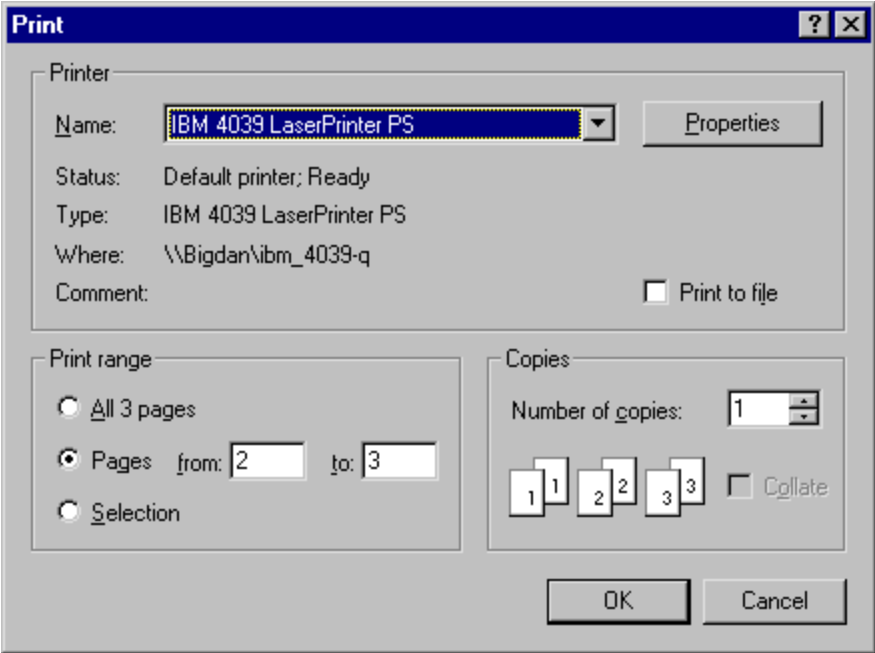 Print
Printer
Name: IBM 4039 LaserPrinter PS Properties
Status: Default printer; Ready
Type: IBM 4039 LaserPrinter PS
Where: \\Bigdan\ibm_4039-q
Comment: Print to file
Print range
All 3 pages
Pages from: 2 to: 3
Selection
Copies
Number of copies: 1
1 1 2 2 3 3 Collate
OK Cancel